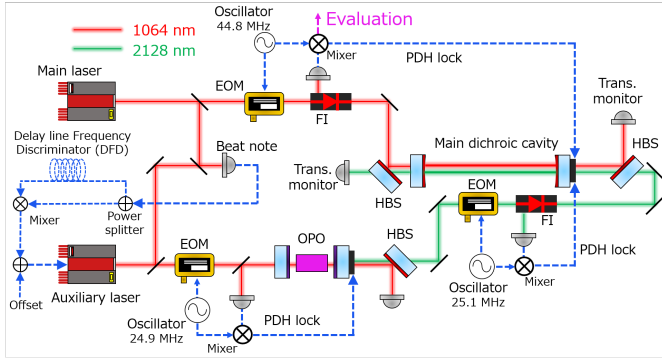 1064 nm
2128 nm
Oscillator
44.8 MHz
Evaluation
Mixer
PDH lock
Main laser
EOM
FI
Trans.
monitor
HBS
Delay line Frequency
Discriminator (DFD)
Beat note
Trans.
monitor
Main dichroic cavity
HBS
EOM
FI
Mixer
Power
splitter
EOM
OPO
HBS
PDH lock
Offset
Auxiliary laser
Oscillator
24.9 MHz
Mixer
PDH lock
Oscillator
25.1 MHz
Mixer